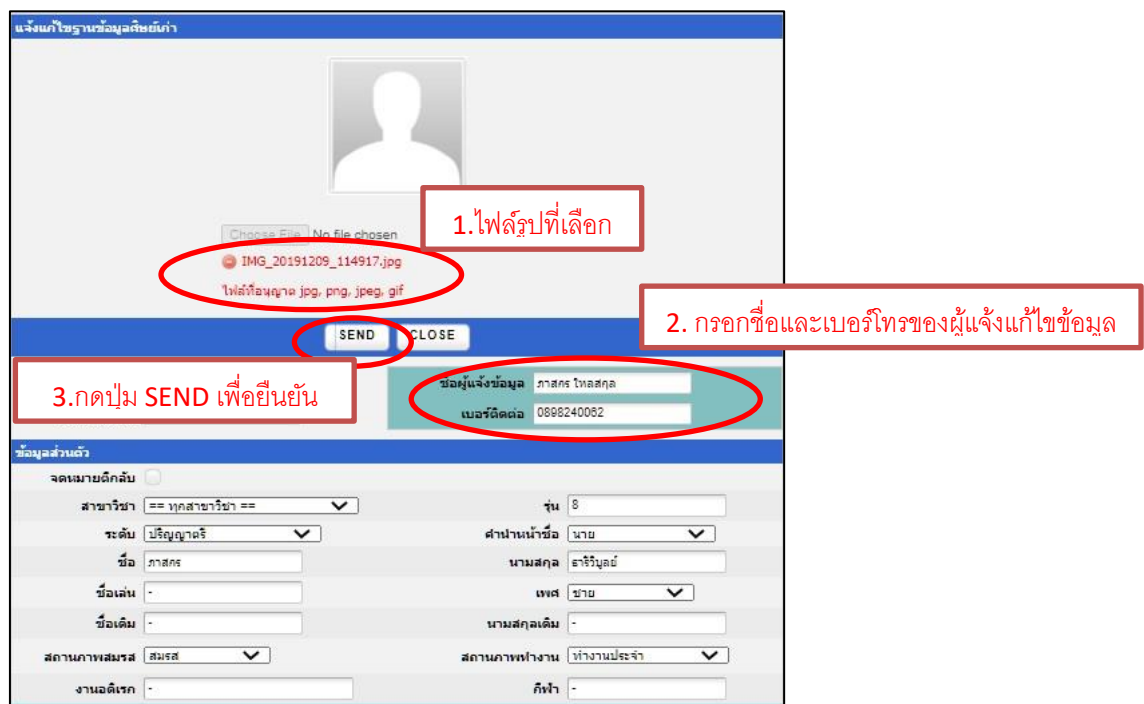 แจ้งแก้ไขฐานข้อมูลศิษย์เก่า
1.ไฟล์รูปที่เลือก
Choose File No file chosen
IMG_20191209_114917.jpg
ไฟล์ที่อนุญาต jpg, png, jpeg, gif
2. กรอกชื่อและเบอร์โทรของผู้แจ้งแก้ไขข้อมูล
SEND CLOSE
3.กดปุ่ม SEND เพื่อยืนยัน
ชื่อผู้แจ้งข้อมูล ภาสกร ไหลสกุล
เบอร์ติดต่อ 0898240062
ข้อมูลส่วนตัว
จดหมายตีกลับ
สาขาวิชา == ทุกสาขาวิชา == รุ่น 8
ระดับ ปริญญาตรี คำนำหน้าชื่อ นาย
ชื่อ ภาสกร นามสกุล ธาริวิบูลย์
ชื่อเล่น - เพศ ชาย
ชื่อเดิม - นามสกุลเดิม -
สถานภาพสมรส สมรส สถานภาพทำงาน ทำงานประจำ
งานอดิเรก - กีฬา -